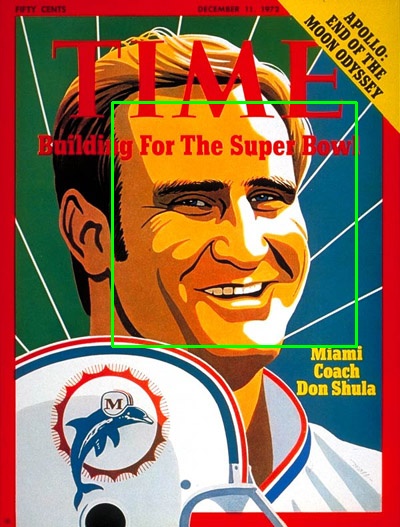 FIFTY CENTS
DECEMBER 11, 1972
APOLLO:
END OF THE
MOON ODYSSEY
TIME
Building For The Super Bowl
Miami
Coach
Don Shula
M